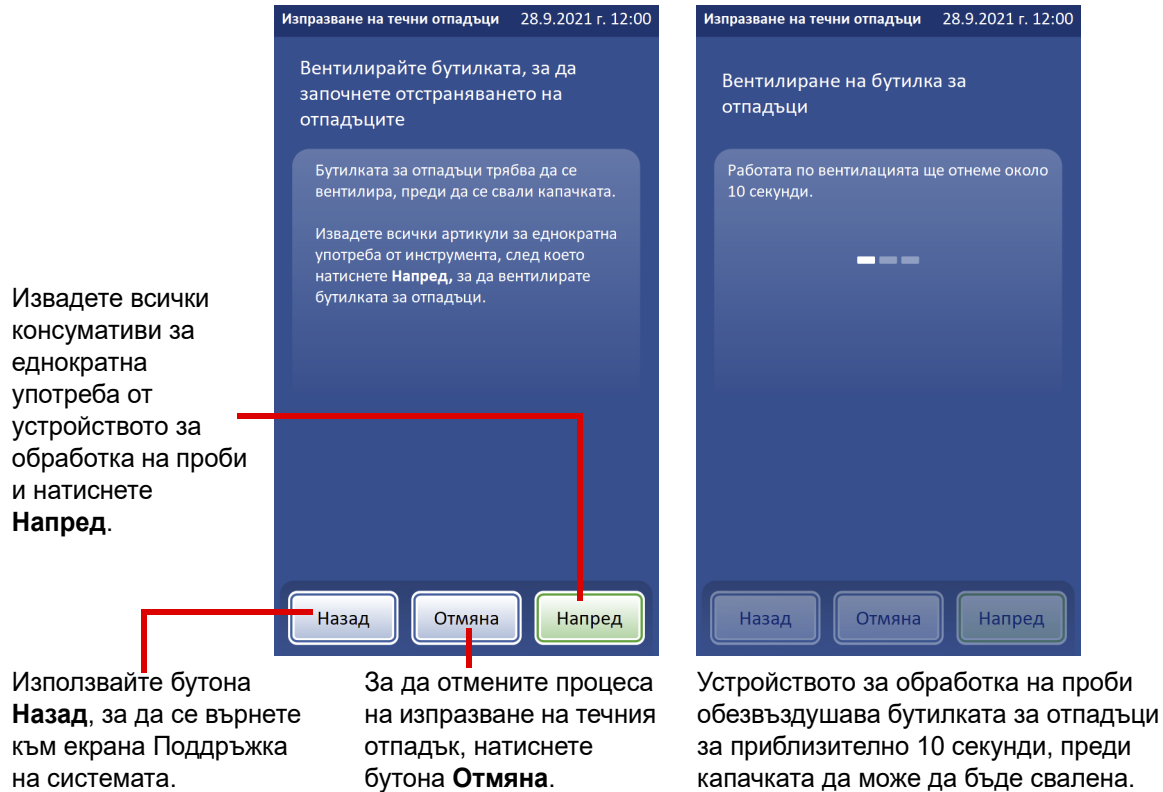 Изпразване на течни отпадъци 28.9.2021 г. 12:00
Вентилирайте бутилката, за да
започнете отстраняването на
отпадъците
Бутилката за отпадъци трябва да се
вентилира, преди да се свали капачката.
Извадете всички артикули за еднократна
употреба от инструмента, след което
натиснете Напред, за да вентилирате
бутилката за отпадъци.
Назад Отмяна Напред
Изпразване на течни отпадъци 28.9.2021 г. 12:00
Вентилиране на бутилка за
отпадъци
Работата по вентилацията ще отнеме около
10 секунди.
Назад Отмяна Напред
Извадете всички
консумативи за
еднократна
употреба от
устройството за
обработка на проби
и натиснете
Напред.
Използвайте бутона
Назад, за да се върнете
към екрана Поддръжка
на системата.
За да отмените процеса
на изпразване на течния
отпадък, натиснете
бутона Отмяна.
Устройството за обработка на проби
обезвъздушава бутилката за отпадъци
за приблизително 10 секунди, преди
капачката да може да бъде свалена.